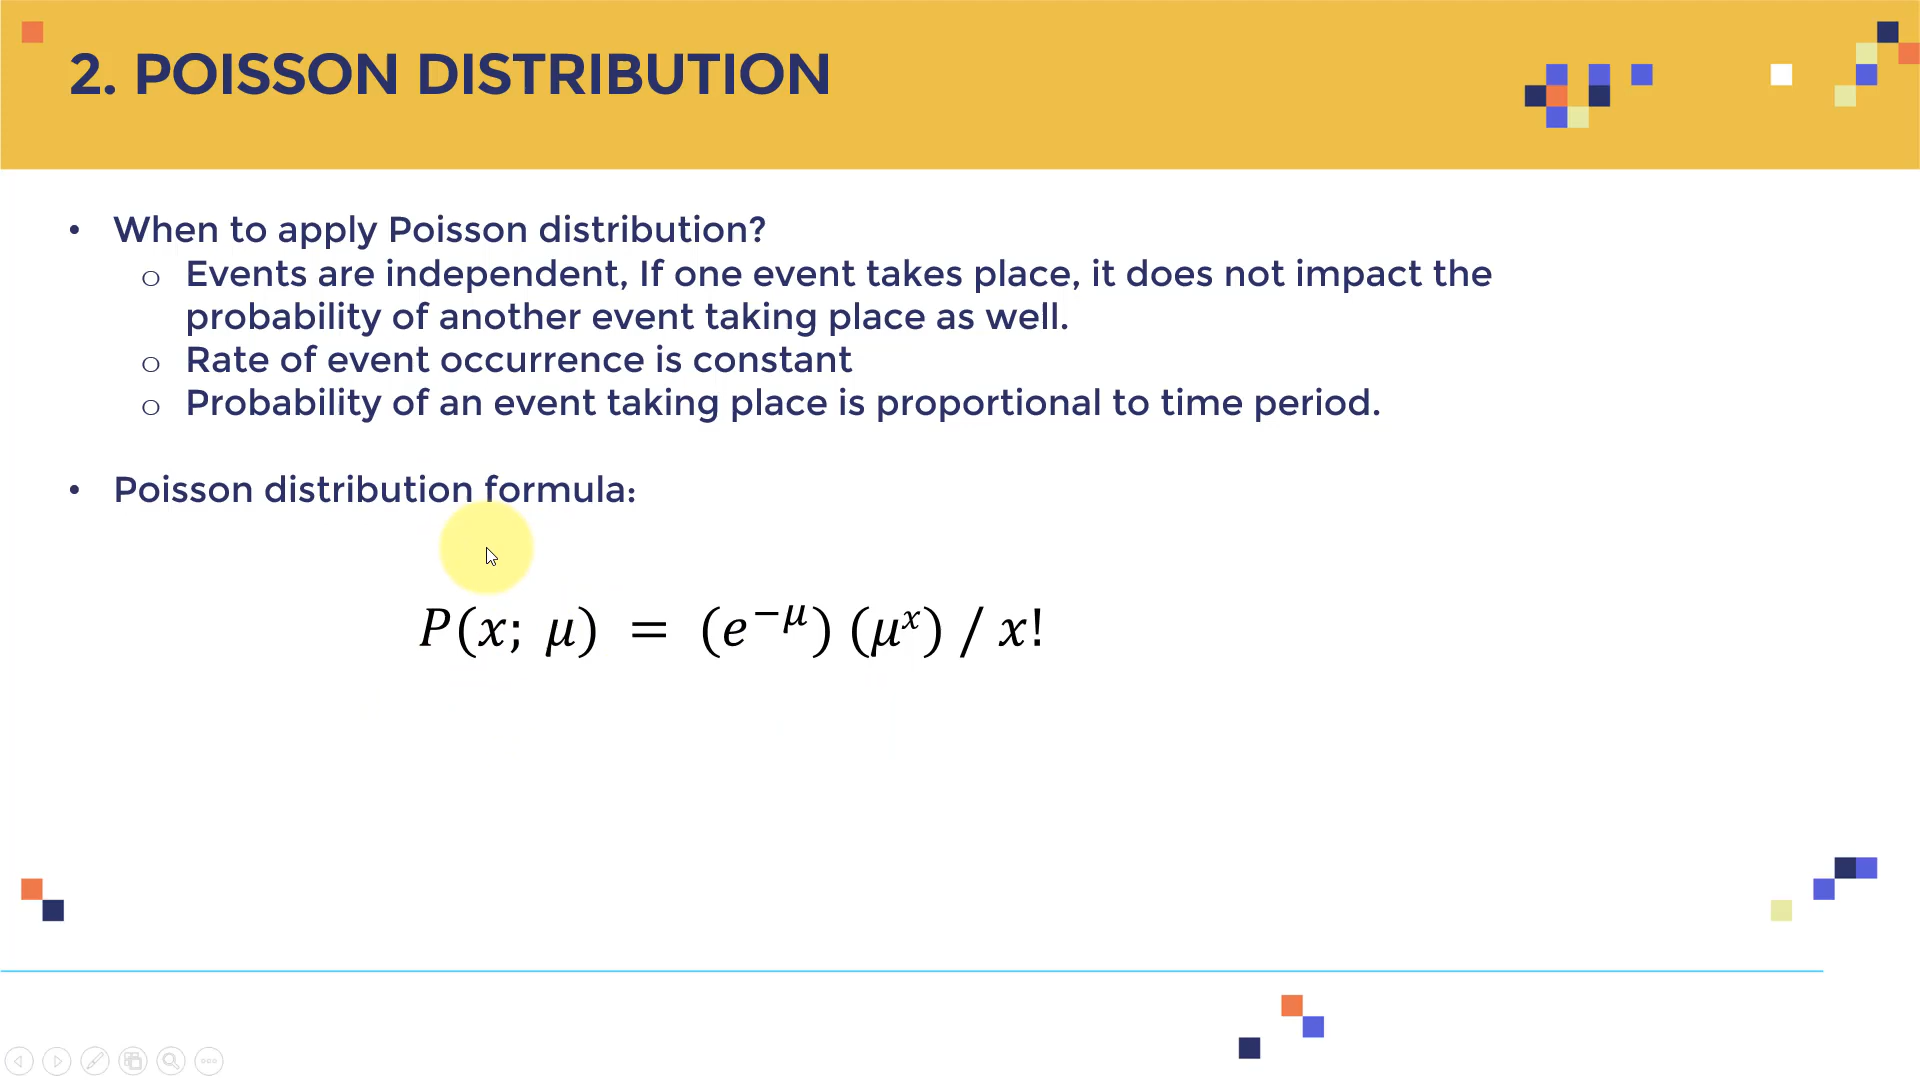 2. POISSON DISTRIBUTION
• When to apply Poisson distribution?
o Events are independent, If one event takes place, it does not impact the
probability of another event taking place as well.
o Rate of event occurrence is constant
o Probability of an event taking place is proportional to time period.
• Poisson distribution formula:
P(x; μ) = (e^{−μ}) (μ^x) / x!